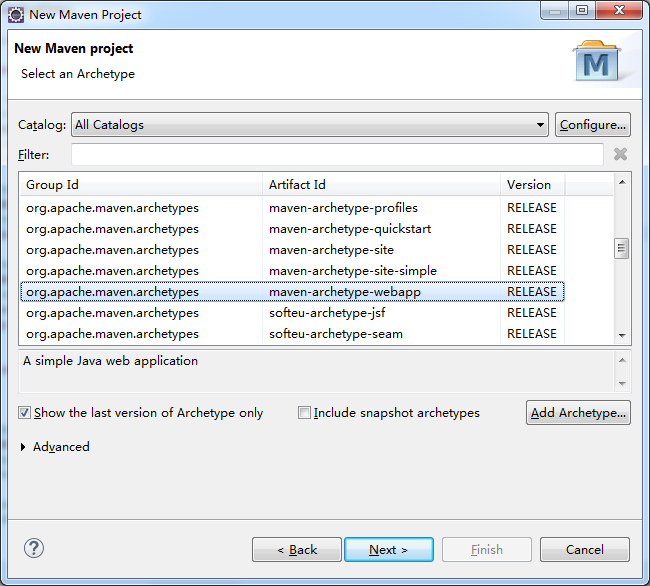 New Maven Project
New Maven project
Select an Archetype
M
Catalog: All Catalogs Configure...
Filter:
Group Id Artifact Id Version
org.apache.maven.archetypes maven-archetype-profiles RELEASE
org.apache.maven.archetypes maven-archetype-quickstart RELEASE
org.apache.maven.archetypes maven-archetype-site RELEASE
org.apache.maven.archetypes maven-archetype-site-simple RELEASE
org.apache.maven.archetypes maven-archetype-webapp RELEASE
org.apache.maven.archetypes softeu-archetype-jsf RELEASE
org.apache.maven.archetypes softeu-archetype-seam RELEASE
A simple Java web application
Show the last version of Archetype only Include snapshot archetypes Add Archetype...
Advanced
? < Back Next > Finish Cancel